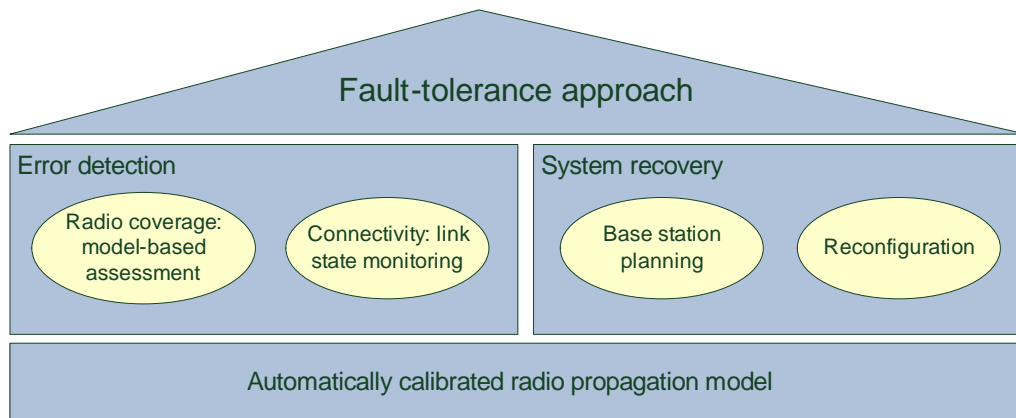 Fault-tolerance approach
Error detection
Radio coverage:
model-based
assessment
Connectivity: link
state monitoring
System recovery
Base station
planning
Reconfiguration
Automatically calibrated radio propagation model